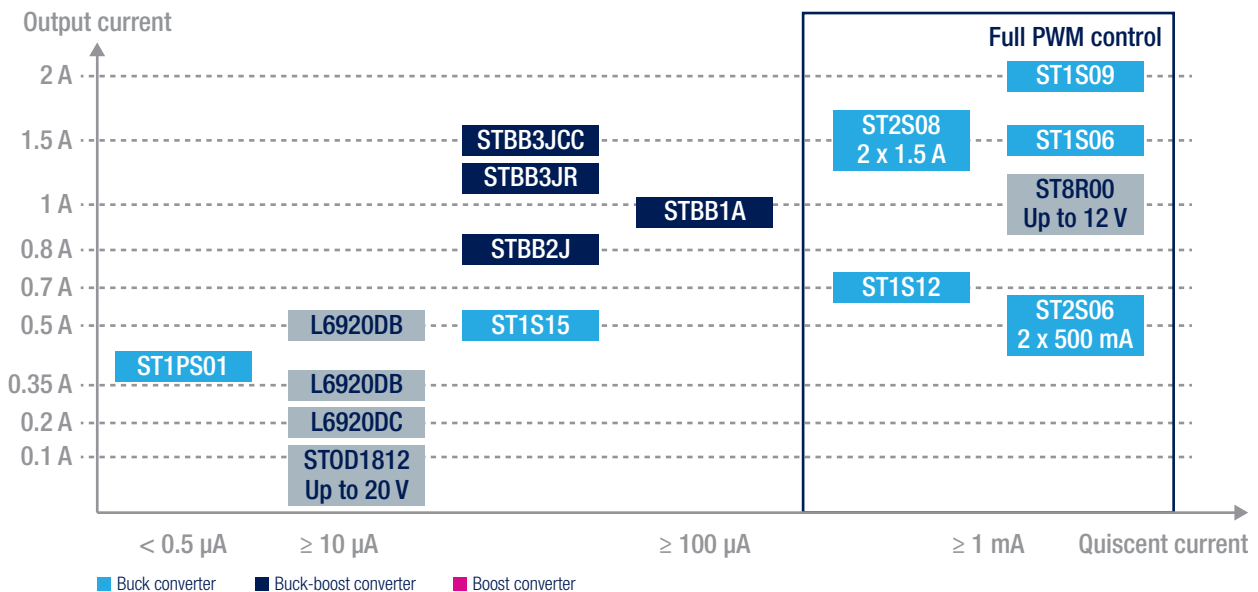 Output current
Full PWM control
2 A
ST1S09
1.5 A
STBB3JCC
ST2S08
2 x 1.5 A
ST1S06
STBB3JR
1 A
STBB1A
ST8R00
Up to 12 V
0.8 A
STBB2J
0.7 A
ST1S12
0.5 A
L6920DB
ST1S15
ST2S06
2 x 500 mA
ST1PS01
0.35 A
L6920DB
0.2 A
L6920DC
0.1 A
STOD1812
Up to 20 V
< 0.5 µA
≥ 10 µA
≥ 100 µA
≥ 1 mA
Quiscent current
Buck converter
Buck-boost converter
Boost converter